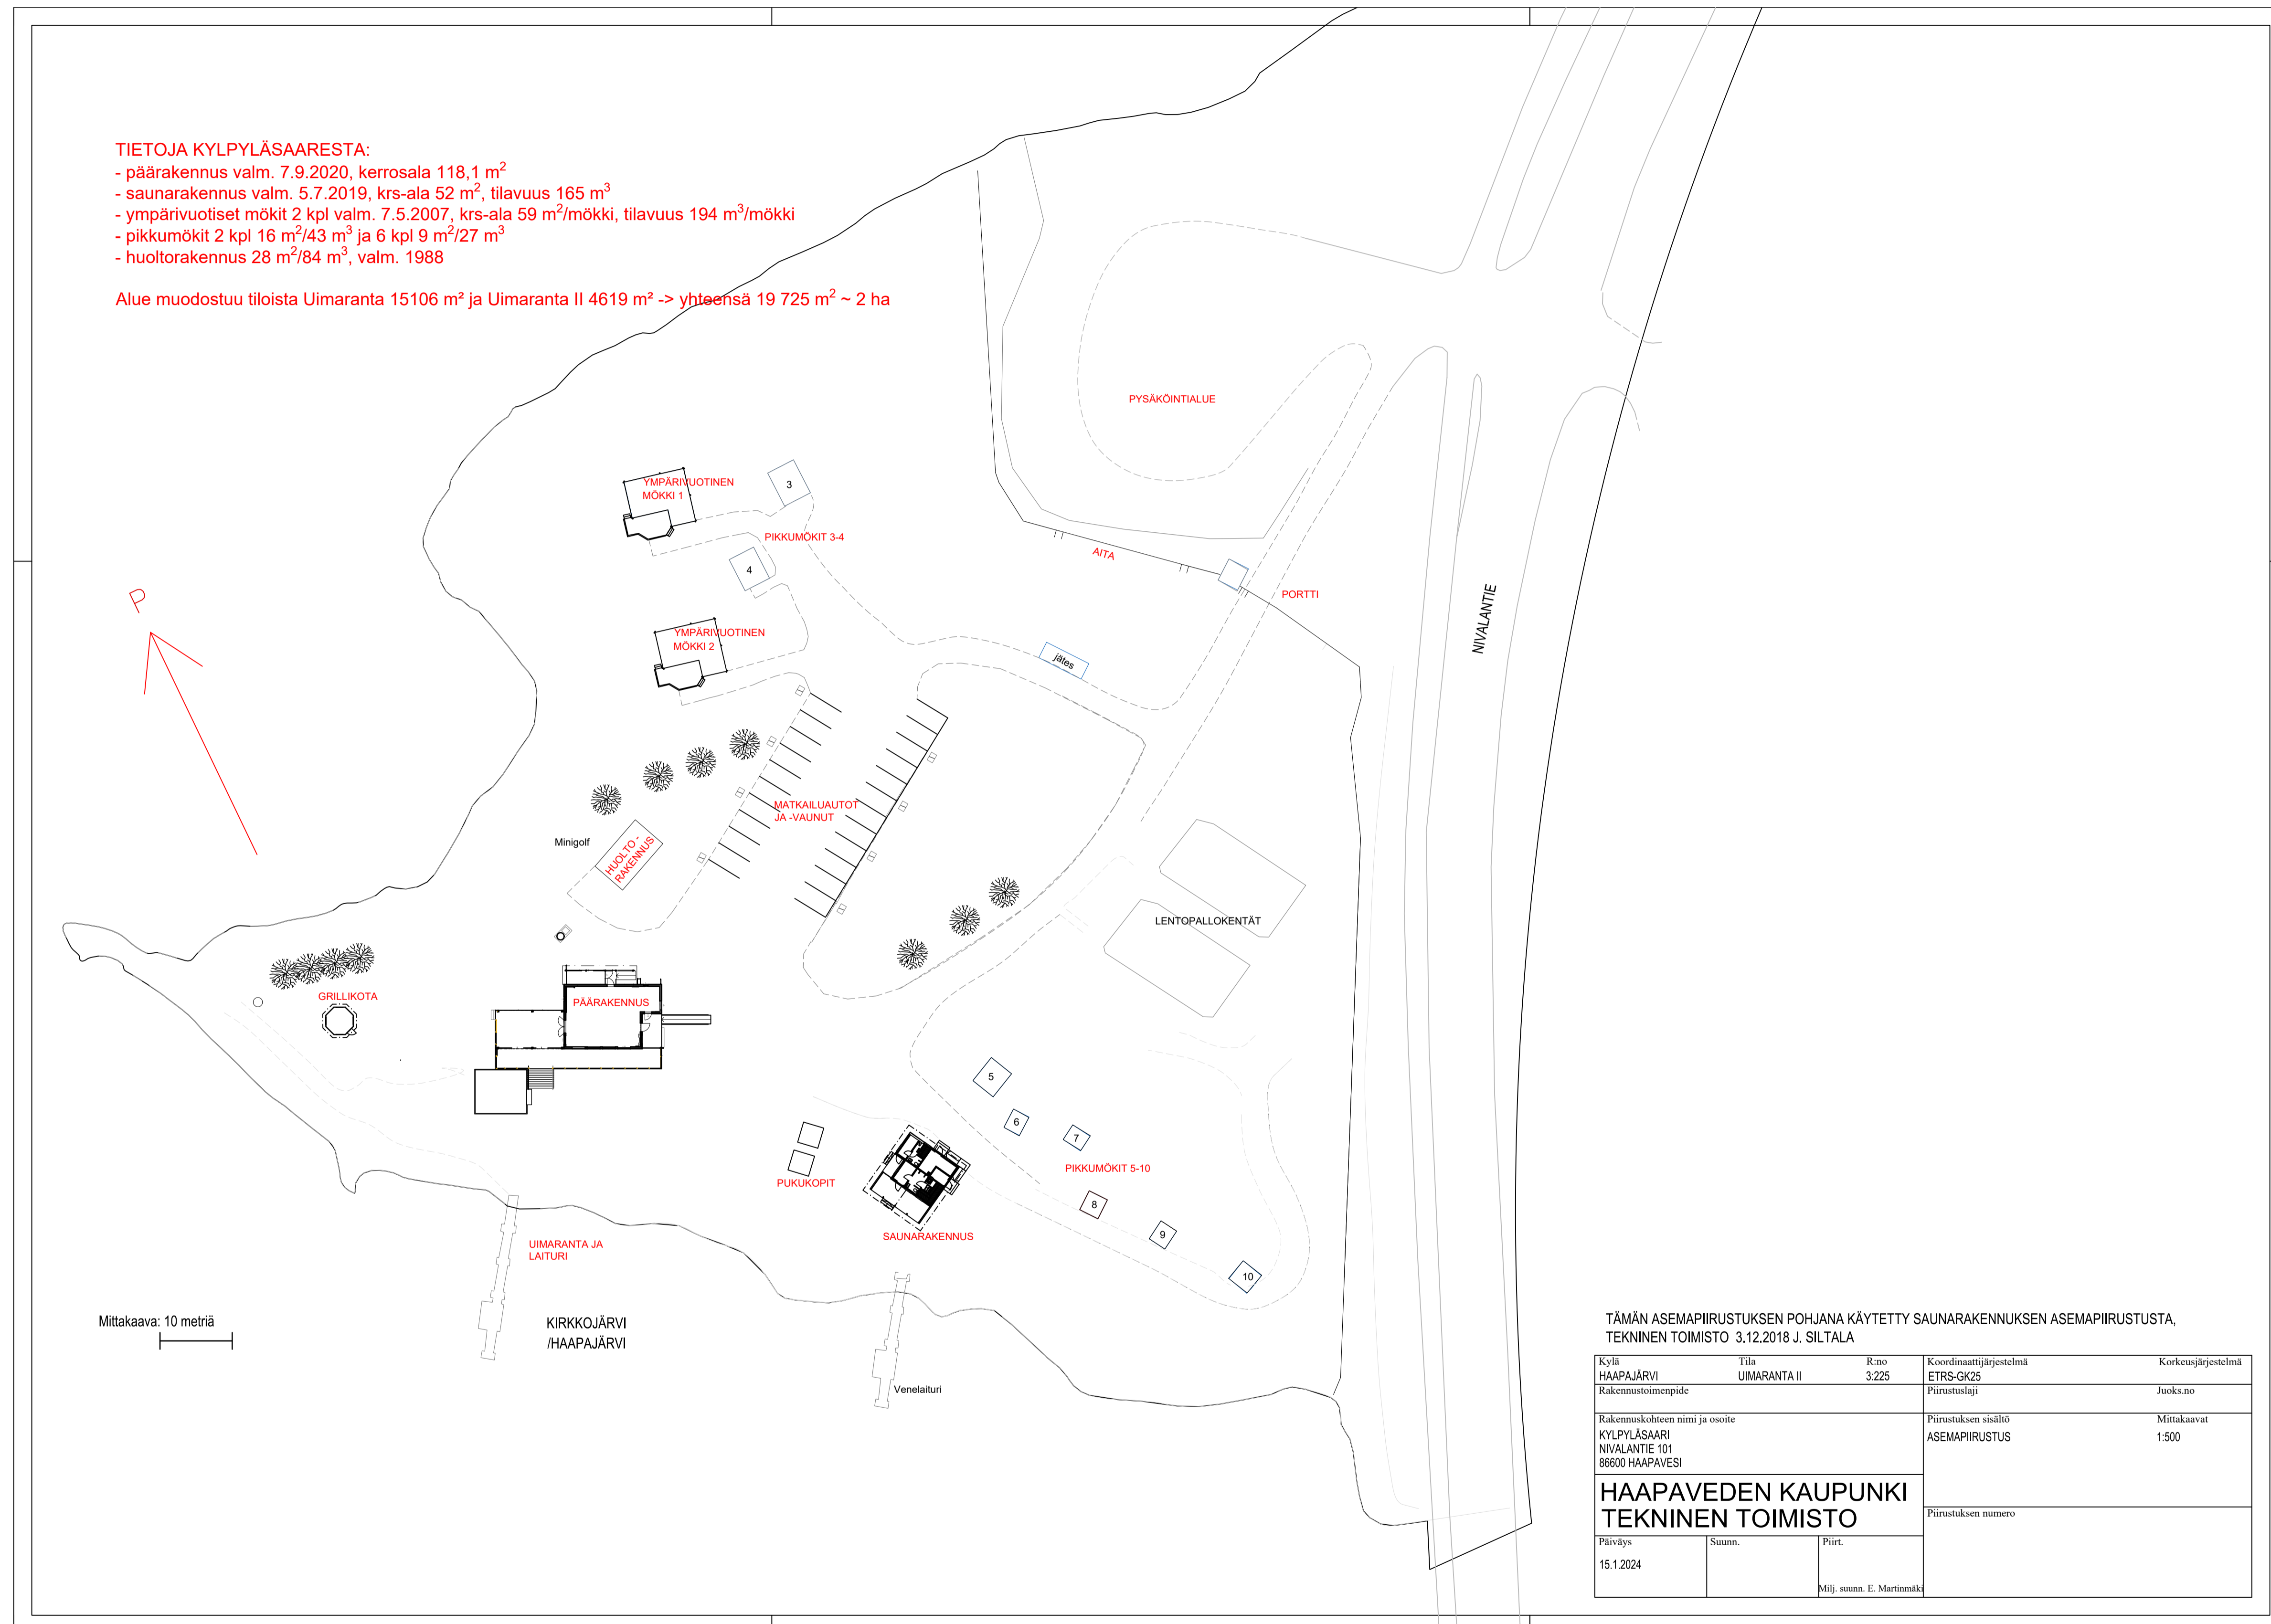 TIETOJA KYLPYLÄSAARESTA:
- päärakennus valm. 7.9.2020, kerrosala 118,1 m²
- saunarakennus valm. 5.7.2019, krs-ala 52 m², tilavuus 165 m³
- ympärivuotiset mökit 2 kpl valm. 7.5.2007, krs-ala 59 m²/mökki, tilavuus 194 m³/mökki
- pikkumökit 2 kpl 16 m²/43 m³ ja 6 kpl 9 m²/27 m³
- huoltorakennus 28 m²/84 m³, valm. 1988
Alue muodostuu tiloista Uimaranta 15106 m² ja Uimaranta II 4619 m² -> yhteensä 19 725 m² ~ 2 ha
PYSÄKÖINTIALUE
YMPÄRIVUOTINEN
MÖKKI 1
3
PIKKUMÖKIT 3-4
4
AITA
PORTTI
NIVALANTIE
P
YMPÄRIVUOTINEN
MÖKKI 2
jätes
MATKAILUAUTOT
JA -VAUNUT
Minigolf
HUOLTO -
RAKENNUS
LENTOPALLOKENTÄT
GRILLIKOTA
PÄÄRAKENNUS
5
6
7
PIKKUMÖKIT 5-10
8
9
10
PUKUKOPIT
SAUNARAKENNUS
UIMARANTA JA
LAITURI
Mittakaava: 10 metriä
KIRKKOJÄRVI
/HAAPAJÄRVI
Venelaituri
TÄMÄN ASEMAPIIRUSTUKSEN POHJANA KÄYTETTY SAUNARAKENNUKSEN ASEMAPIIRUSTUSTA,
TEKNINEN TOIMISTO 3.12.2018 J. SILTALA
Kylä Tila R:no Koordinaattijärjestelmä Korkeusjärjestelmä
HAAPAJÄRVI UIMARANTA II 3:225 ETRS-GK25
Rakennustoimenpide Piirustuslaji Juoks.no
Rakennuskohteen nimi ja osoite Piirustuksen sisältö Mittakaavat
KYLPYLÄSAARI ASEMAPIIRUSTUS 1:500
NIVALANTIE 101
86600 HAAPAVESI
HAAPAVEDEN KAUPUNKI
TEKNINEN TOIMISTO
Piirustuksen numero
Päiväys Suunn. Piirt.
15.1.2024
Milj. suunn. E. Martinmäki